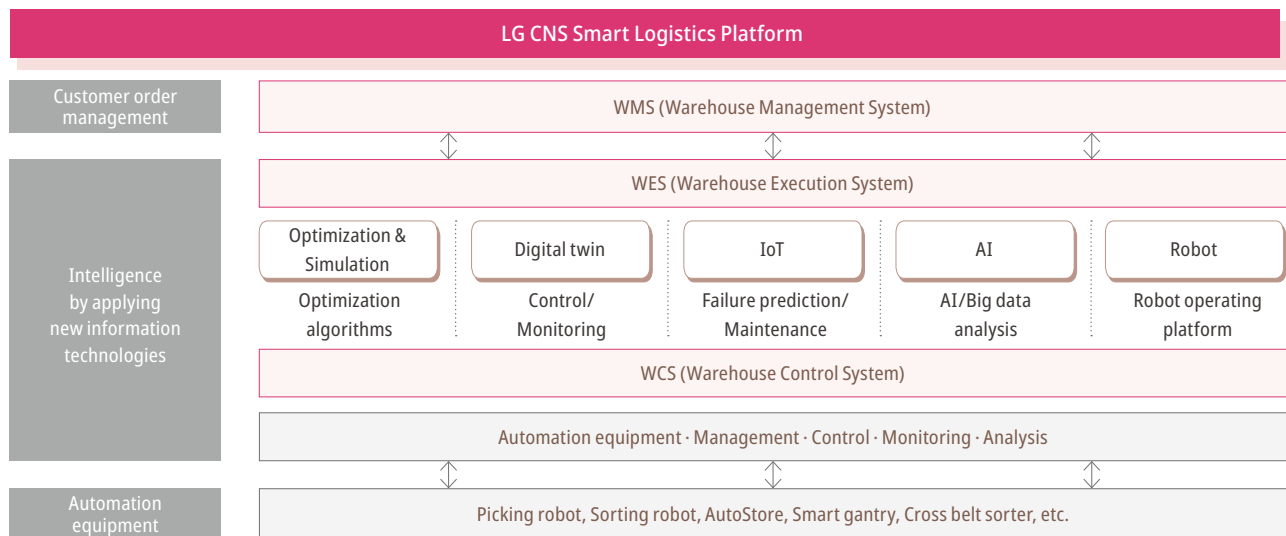 LG CNS Smart Logistics Platform
Customer order
management
WMS (Warehouse Management System)
Intelligence
by applying
new information
technologies
WES (Warehouse Execution System)
Optimization &
Simulation
Optimization
algorithms
Digital twin
Control/
Monitoring
IoT
Failure prediction/
Maintenance
AI
AI/Big data
analysis
Robot
Robot operating
platform
WCS (Warehouse Control System)
Automation equipment · Management · Control · Monitoring · Analysis
Automation
equipment
Picking robot, Sorting robot, AutoStore, Smart gantry, Cross belt sorter, etc.